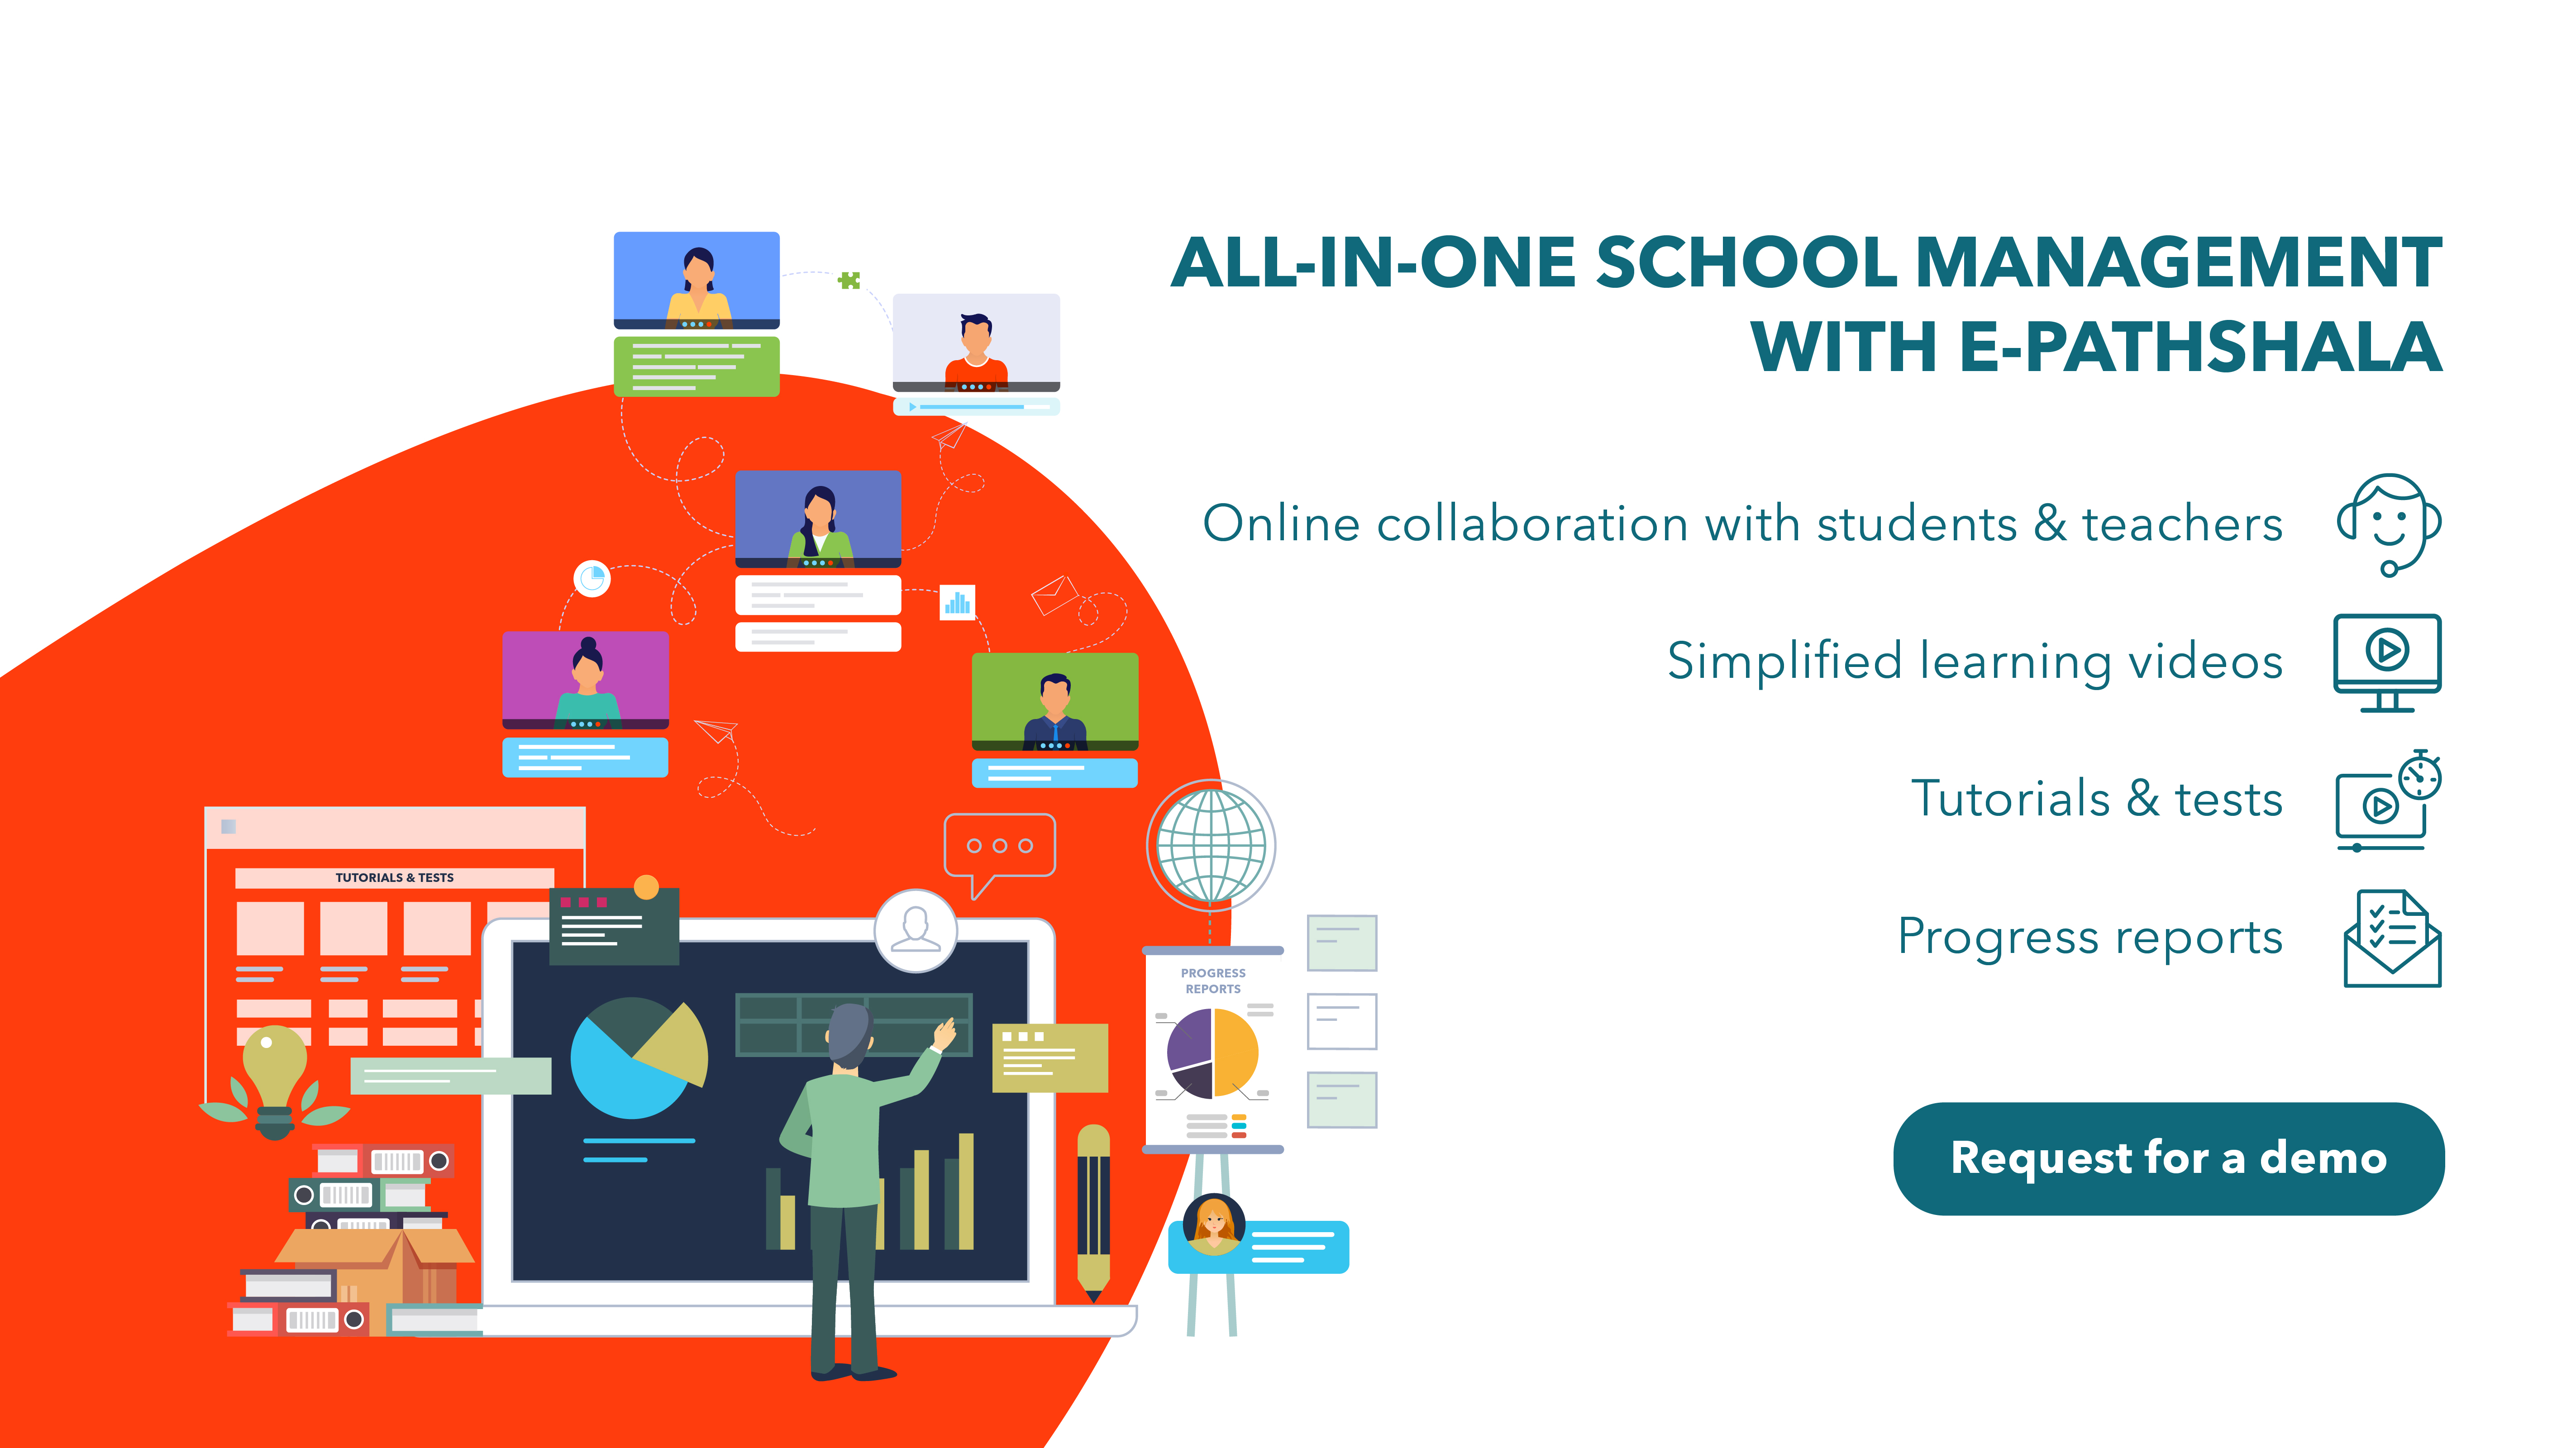 ALL-IN-ONE SCHOOL MANAGEMENT
WITH E-PATHSHALA
Online collaboration with students & teachers
Simplified learning videos
Tutorials & tests
Progress reports
Request for a demo
TUTORIALS & TESTS
PROGRESS
REPORTS